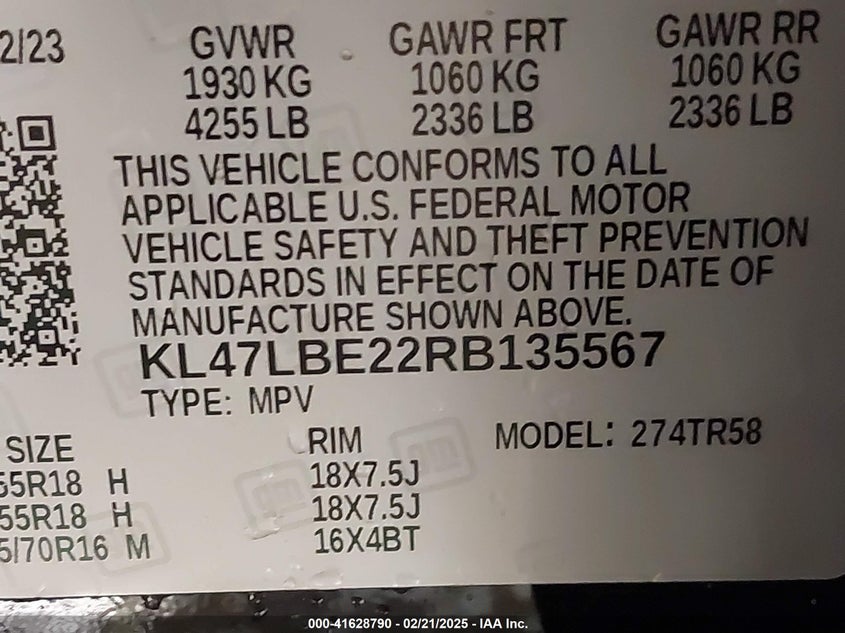 2/23 GVWR GAWR FRT GAWR RR
1930 KG 1060 KG 1060 KG
4255 LB 2336 LB 2336 LB
THIS VEHICLE CONFORMS TO ALL
APPLICABLE U.S. FEDERAL MOTOR
VEHICLE SAFETY AND THEFT PREVENTION
STANDARDS IN EFFECT ON THE DATE OF
MANUFACTURE SHOWN ABOVE.
KL47LBE22RB135567
TYPE: MPV
SIZE RIM MODEL: 274TR58
55R18 H 18X7.5J
55R18 H 18X7.5J
5/70R16 M 16X4BT
gm gm
.000-41628790 - 02/21/2025 - IAA Inc.